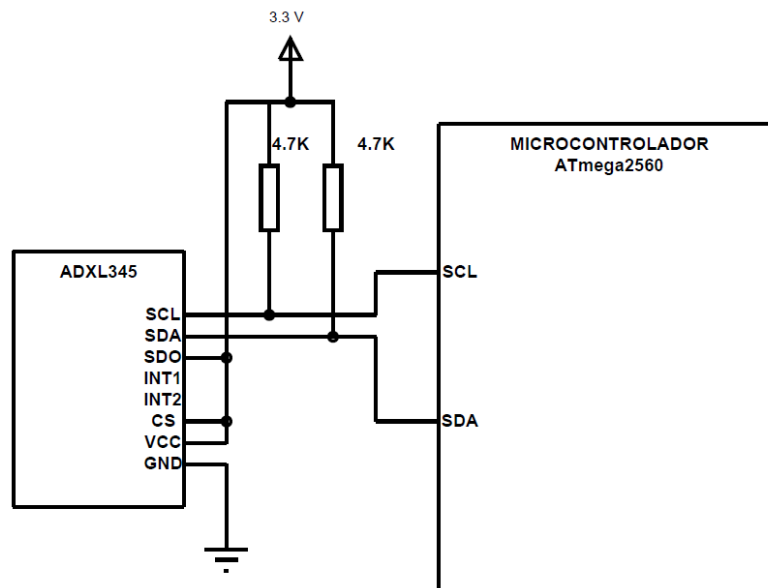 3.3 V
4.7K
4.7K
MICROCONTROLADOR
ATmega2560
ADXL345
SCL
SDA
SDO
INT1
INT2
CS
VCC
GND
SCL
SDA